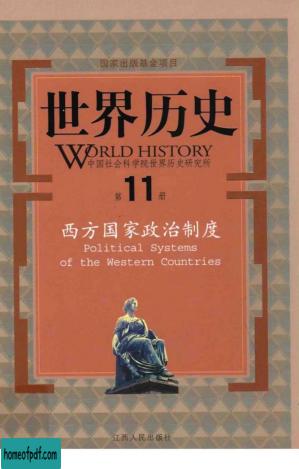 国家出版基金项目
世界历史
WORLD HISTORY
中国社会科学院世界历史研究所
第 11 册
西方国家政治制度
Political Systems
of the Western Countries
江西人民出版社
homeofpdf.com